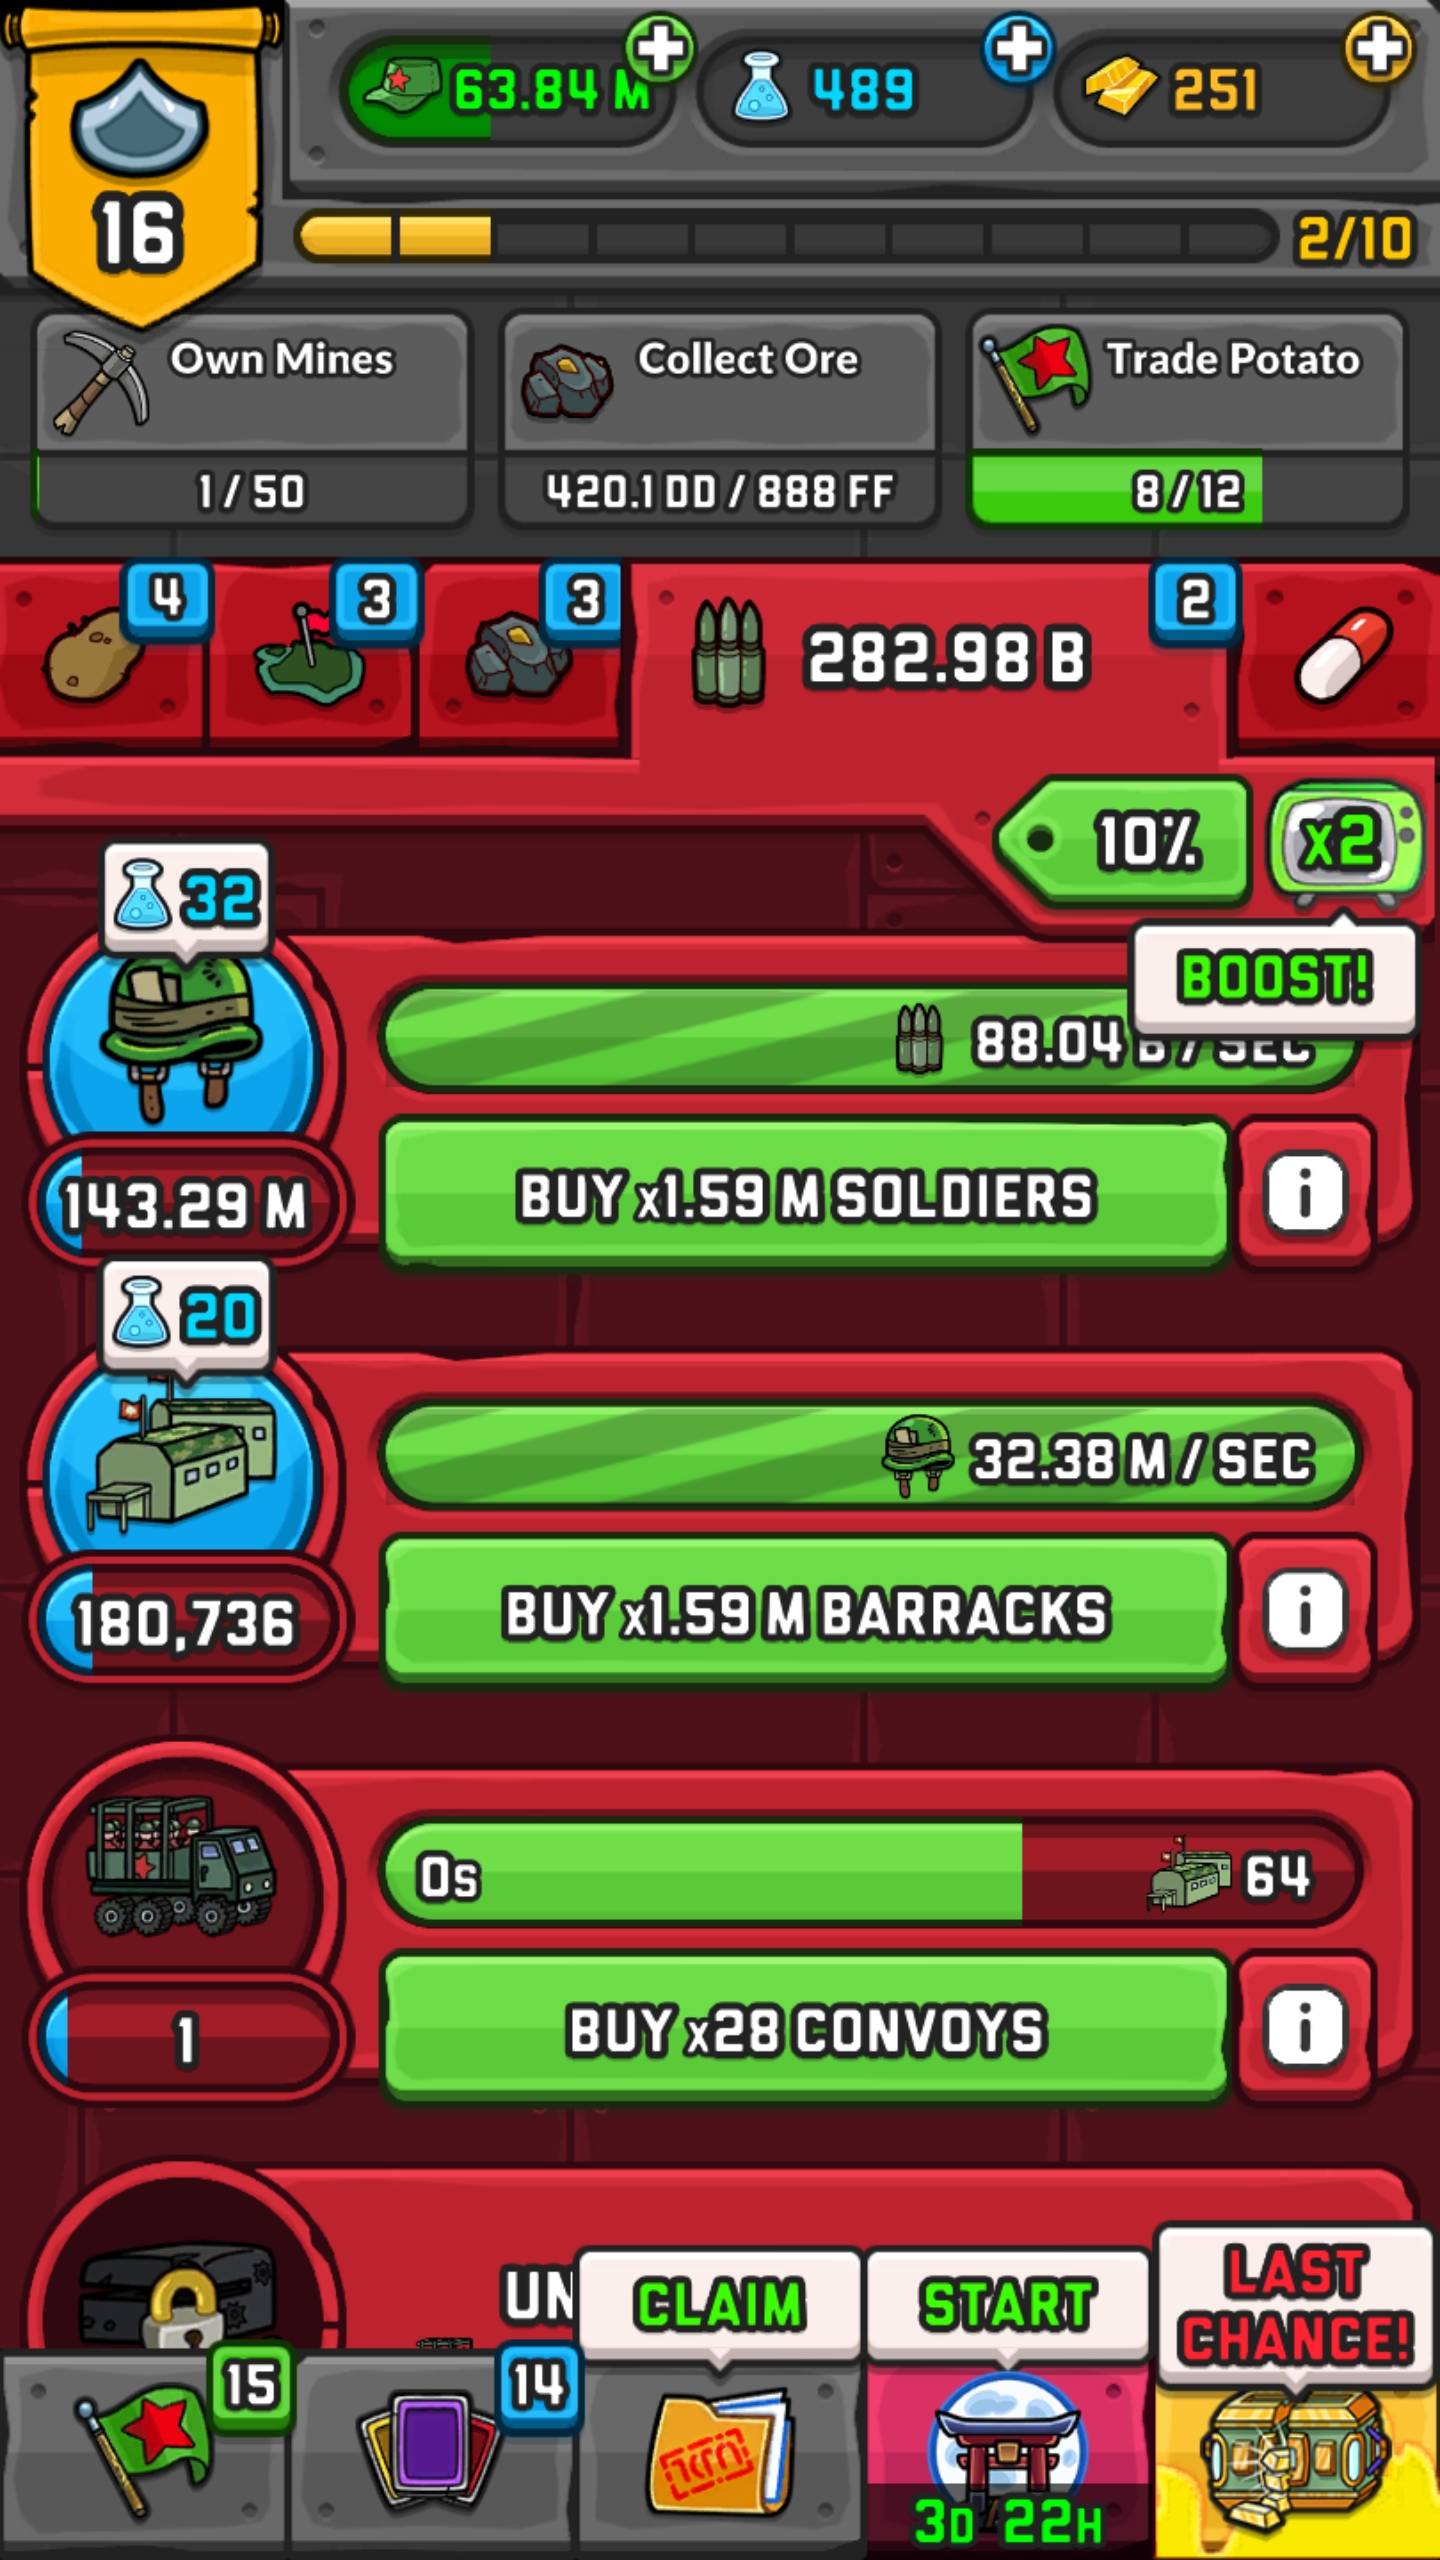 63.84 M
489
251
16
2/10
Own Mines
Collect Ore
Trade Potato
1 / 50
420.1 DD / 888 FF
8 / 12
4
3
3
282.98 B
2
10%
x2
BOOST!
32
88.04 B / SEC
143.29 M
BUY x1.59 M SOLDIERS
i
20
32.38 M / SEC
180,736
BUY x1.59 M BARRACKS
i
0s
64
1
BUY x28 CONVOYS
i
UN
CLAIM
START
LAST
CHANCE!
15
14
3D 22H